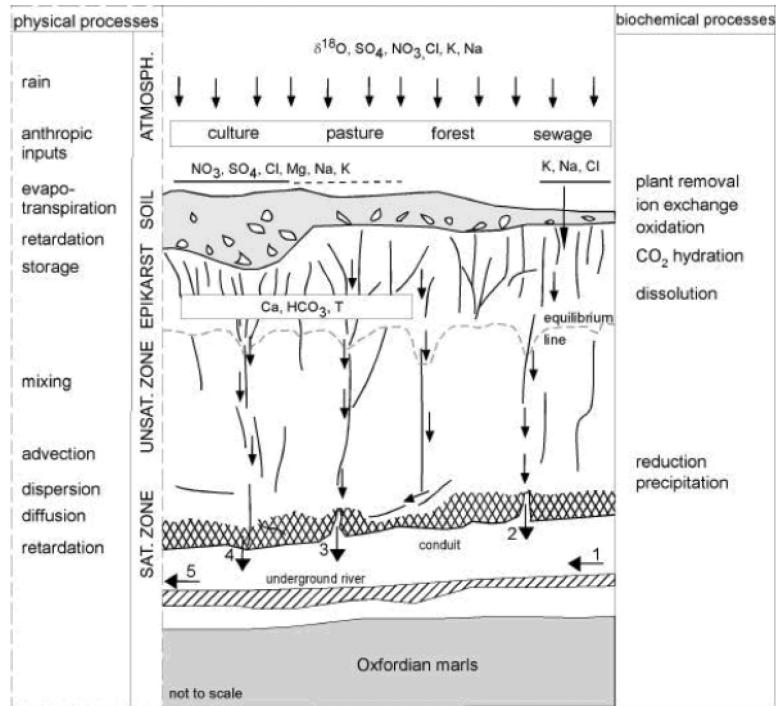 physical processes
biochemical processes
δ¹⁸O, SO₄, NO₃, Cl, K, Na
ATMOSPH.
rain
anthropic
inputs
culture pasture forest sewage
NO₃, SO₄, Cl, Mg, Na, K
K, Na, Cl
SOIL
evapo-
transpiration
retardation
storage
plant removal
ion exchange
oxidation
CO₂ hydration
dissolution
EPIKARST
Ca, HCO₃, T
equilibrium
line
UNSAT. ZONE
mixing
advection
dispersion
diffusion
retardation
reduction
precipitation
SAT. ZONE
2
3
4
conduit
1
5
underground river
Oxfordian marls
not to scale